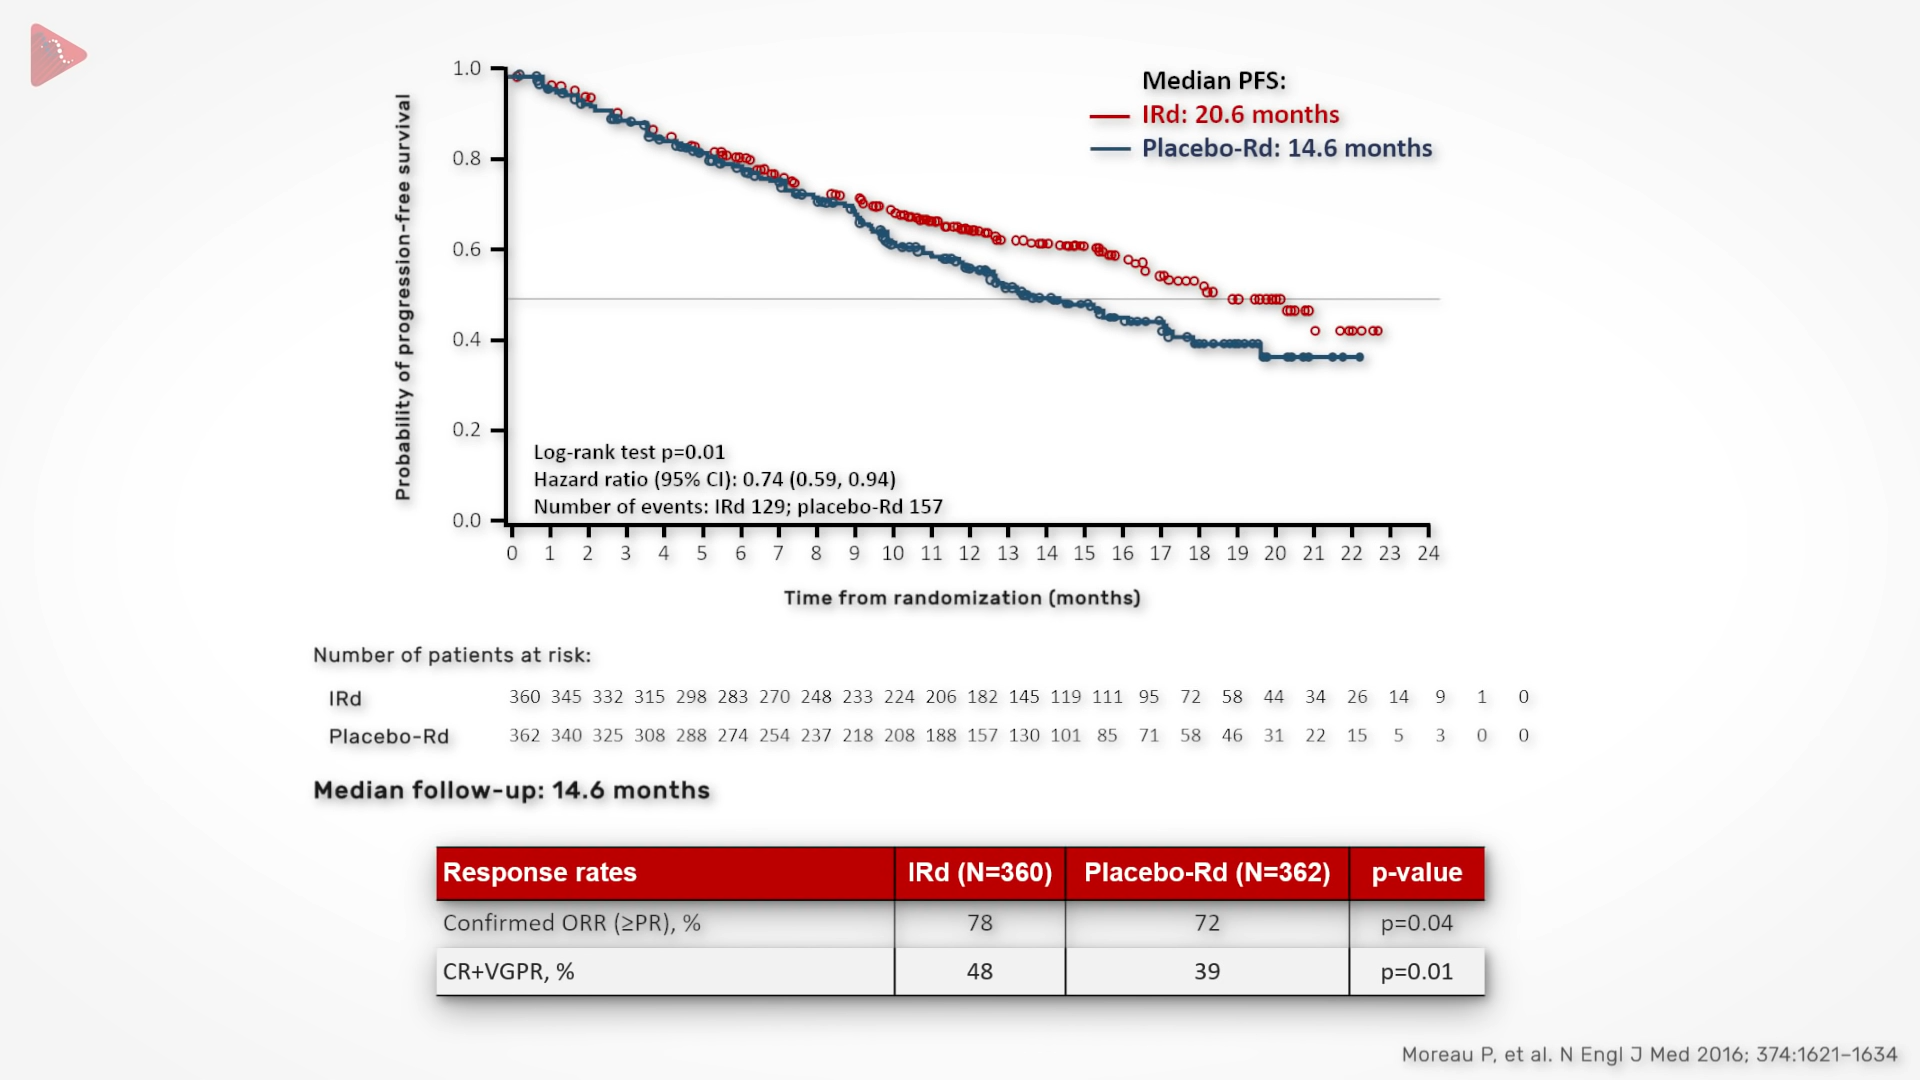 Median PFS:
IRd: 20.6 months
Placebo-Rd: 14.6 months
Probability of progression-free survival
1.0
0.8
0.6
0.4
0.2
0.0
Log-rank test p=0.01
Hazard ratio (95% CI): 0.74 (0.59, 0.94)
Number of events: IRd 129; placebo-Rd 157
0 1 2 3 4 5 6 7 8 9 10 11 12 13 14 15 16 17 18 19 20 21 22 23 24
Time from randomization (months)
Number of patients at risk:
IRd 360 345 332 315 298 283 270 248 233 224 206 182 145 119 111 95 72 58 44 34 26 14 9 1 0
Placebo-Rd 362 340 325 308 288 274 254 237 218 208 188 157 130 101 85 71 58 46 31 22 15 5 3 0 0
Median follow-up: 14.6 months
Response rates IRd (N=360) Placebo-Rd (N=362) p-value
Confirmed ORR (≥PR), % 78 72 p=0.04
CR+VGPR, % 48 39 p=0.01
Moreau P, et al. N Engl J Med 2016; 374:1621–1634